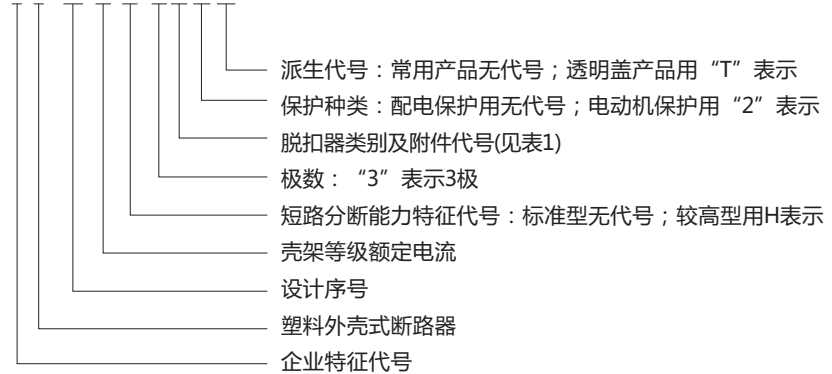 派生代号：常用产品无代号；透明盖产品用“T”表示
保护种类：配电保护用无代号；电动机保护用“2”表示
脱扣器类别及附件代号(见表1)
极数：“3”表示3极
短路分断能力特征代号：标准型无代号；较高型用H表示
壳架等级额定电流
设计序号
塑料外壳式断路器
企业特征代号